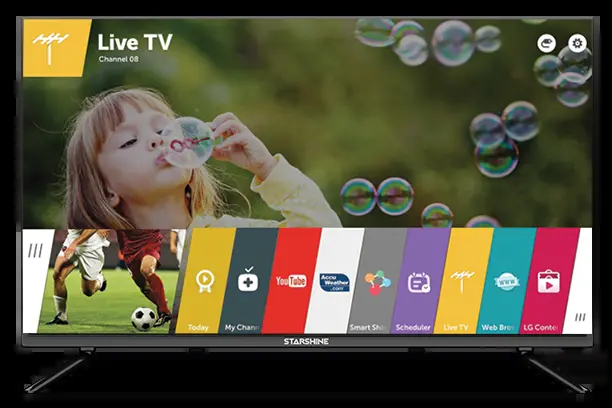 Live TV
Channel 08
Today
My Chann
YouTube
Accu
Weather
.com
Smart Sh
Scheduler
Live TV
WWW
Web Bro
LG Conte
STARSHINE